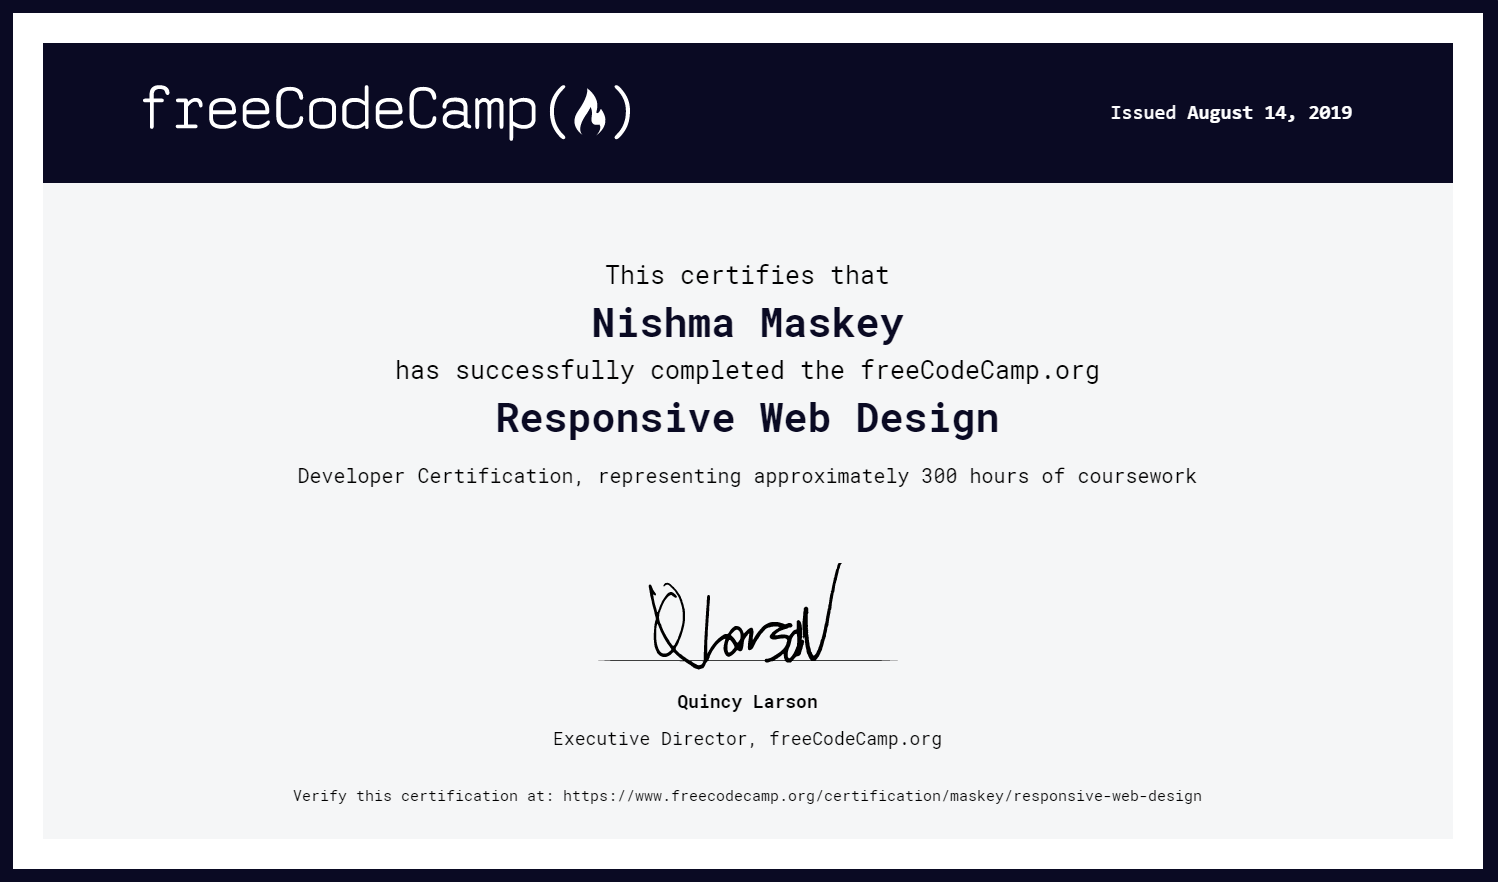 freeCodeCamp(🔥)
Issued August 14, 2019
This certifies that
Nishma Maskey
has successfully completed the freeCodeCamp.org
Responsive Web Design
Developer Certification, representing approximately 300 hours of coursework
Q Larson
Quincy Larson
Executive Director, freeCodeCamp.org
Verify this certification at: https://www.freecodecamp.org/certification/maskey/responsive-web-design